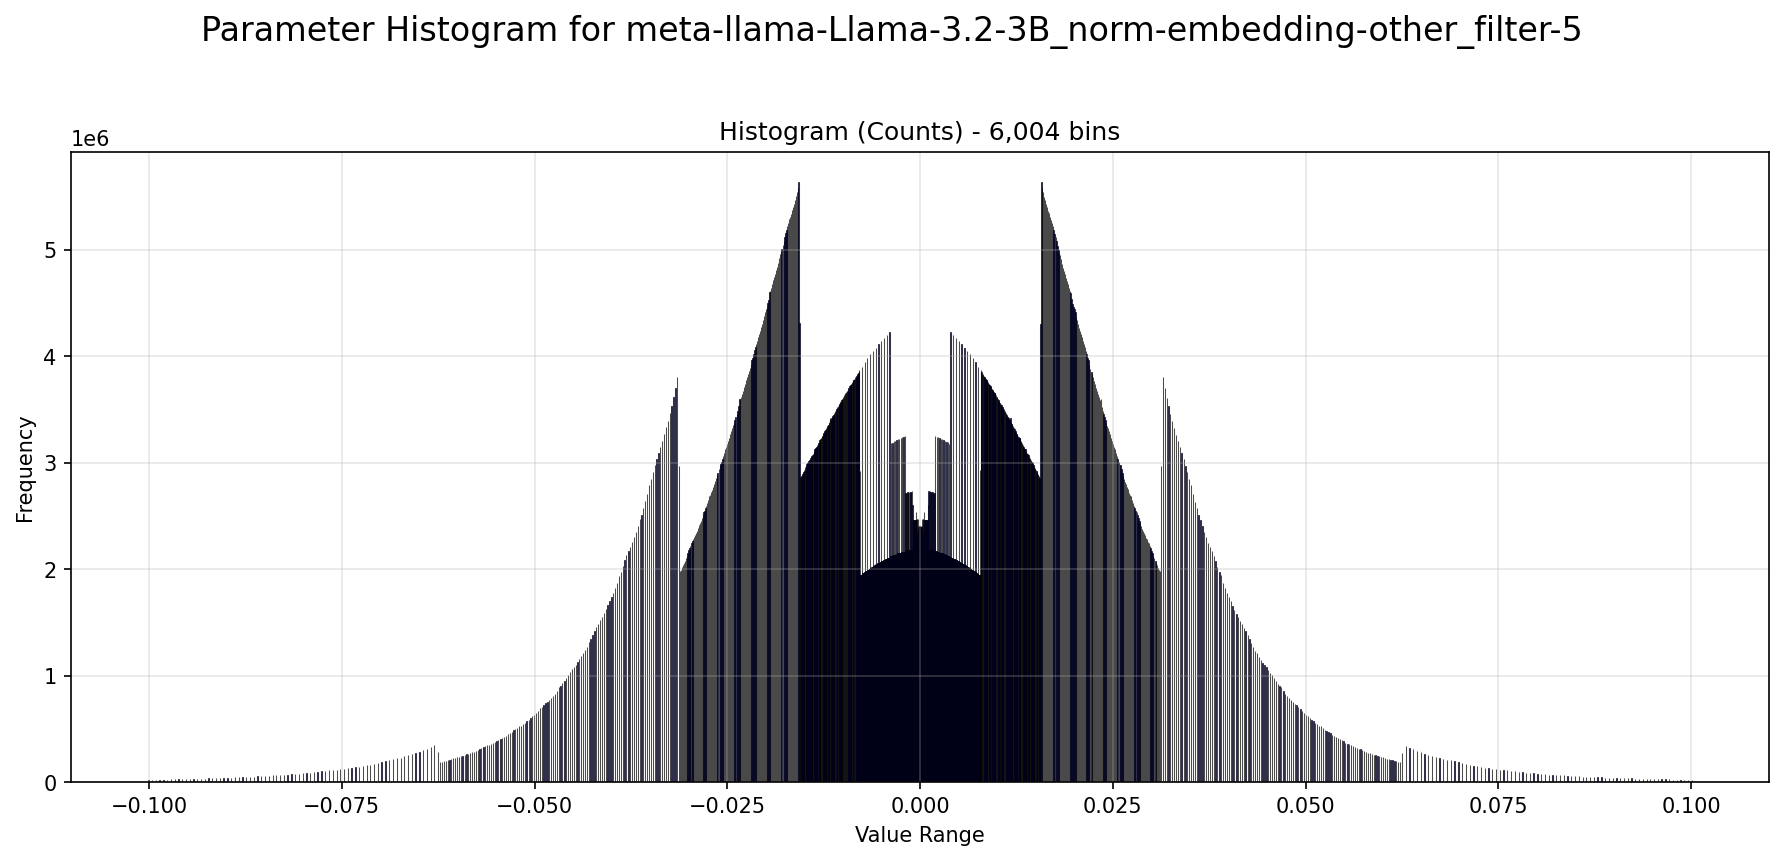 Parameter Histogram for meta-llama-Llama-3.2-3B_norm-embedding-other_filter-5
Histogram (Counts) - 6,004 bins
1e6
5
4
3
2
1
0
Frequency
−0.100 −0.075 −0.050 −0.025 0.000 0.025 0.050 0.075 0.100
Value Range